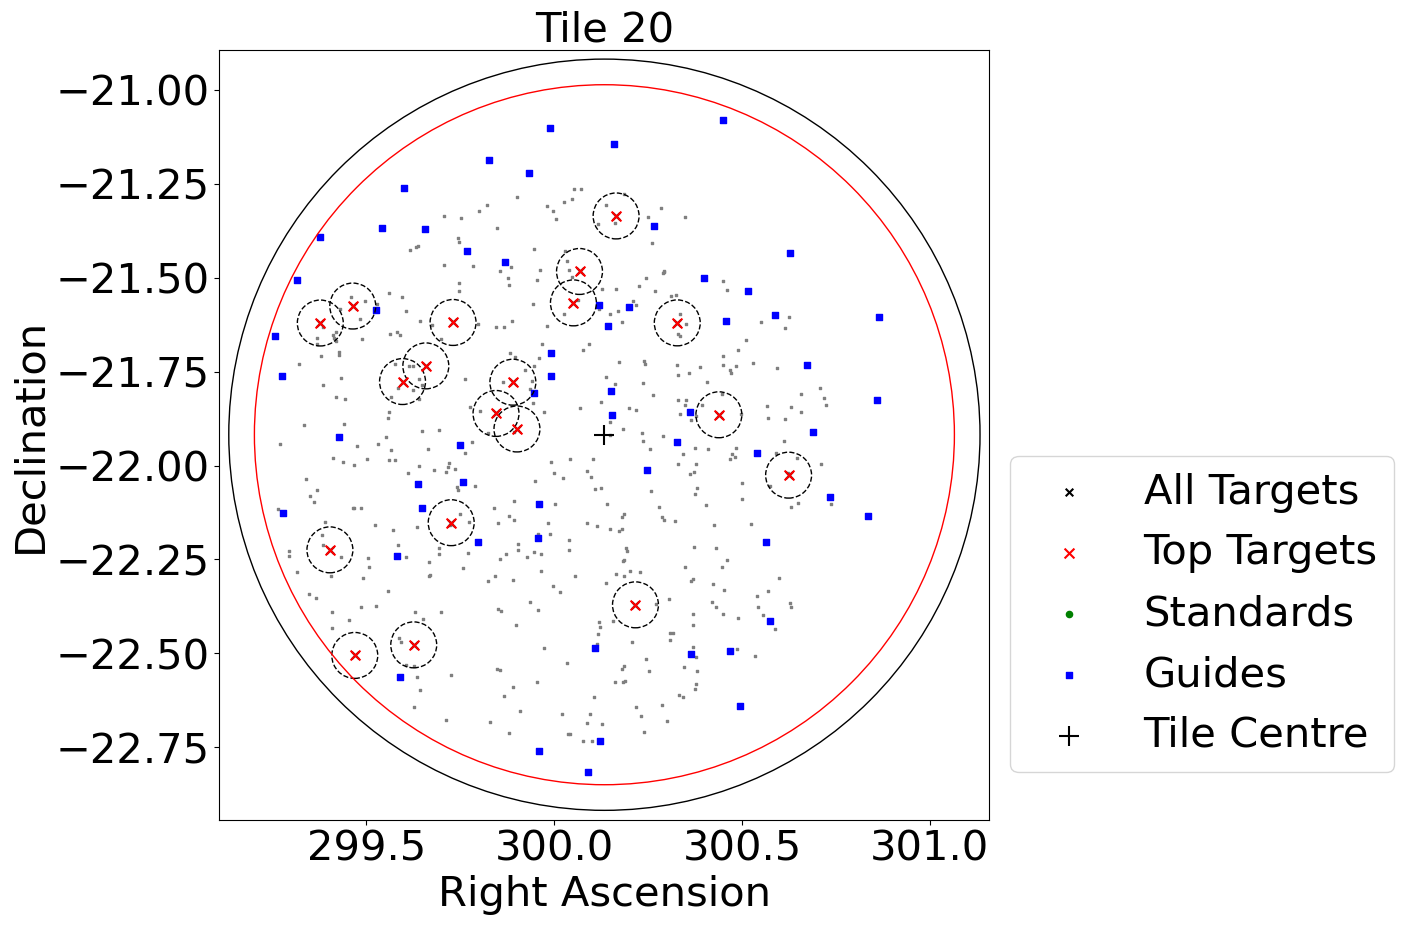 Tile 20
−21.00
−21.25
−21.50
−21.75
−22.00
−22.25
−22.50
−22.75
Declination
299.5 300.0 300.5 301.0
Right Ascension
All Targets
Top Targets
Standards
Guides
Tile Centre